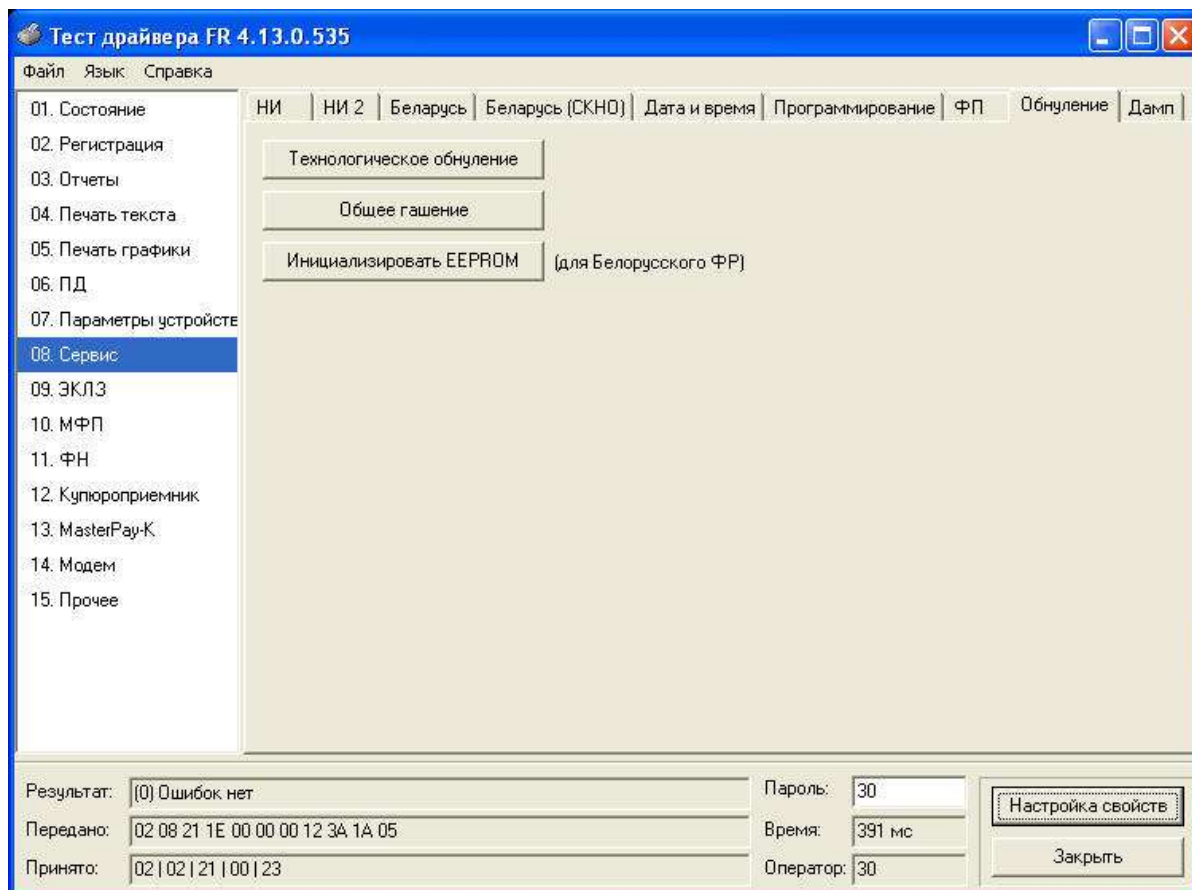 Тест драйвера FR 4.13.0.535
Файл Язык Справка
01. Состояние
02. Регистрация
03. Отчеты
04. Печать текста
05. Печать графики
06. ПД
07. Параметры устройств
08. Сервис
09. ЭКЛЗ
10. МФП
11. ФН
12. Купюроприемник
13. MasterPay-K
14. Модем
15. Прочее
НИ НИ 2 Беларусь Беларусь (СКНО) Дата и время Программирование ФП Обнуление Дамп
Технологическое обнуление
Общее гашение
Инициализировать EEPROM (для Белорусского ФР)
Результат: (0) Ошибок нет
Передано: 02 08 21 1E 00 00 00 12 3A 1A 05
Принято: 02 | 02 | 21 | 00 | 23
Пароль: 30
Время: 391 мс
Оператор: 30
Настройка свойств
Закрыть